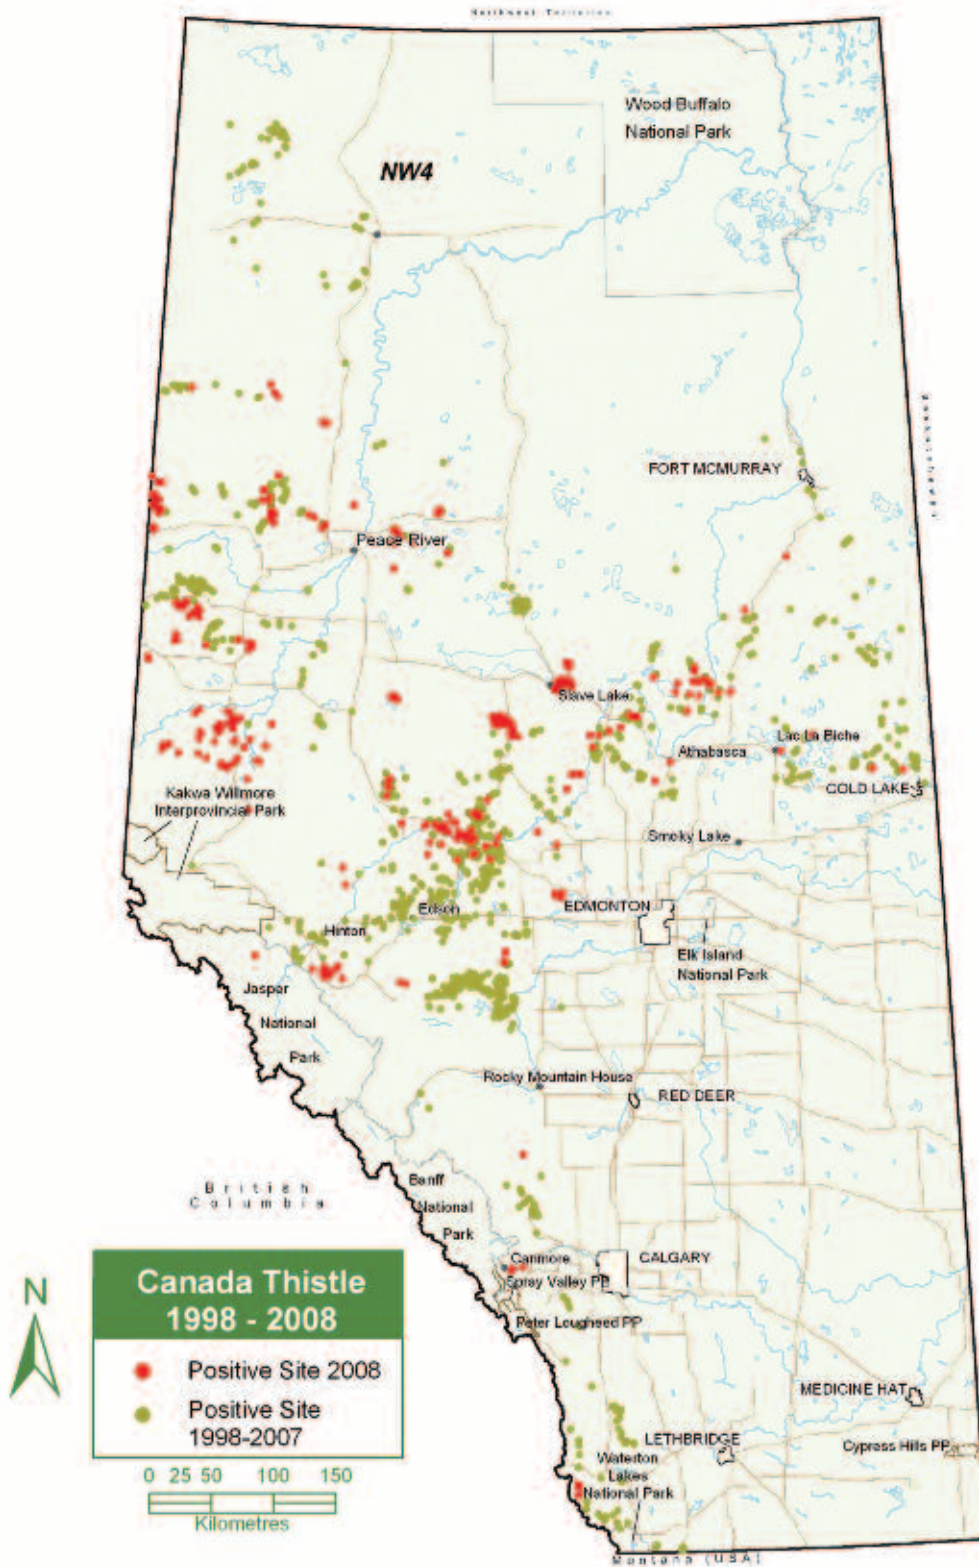 Northwest Territories
Wood Buffalo
National Park
NW4
Saskatchewan
FORT MCMURRAY
Peace River
Slave Lake
Athabasca
Lac La Biche
COLD LAKE
Kakwa Willmore
Interprovincial Park
Smoky Lake
EDMONTON
Edson
Hinton
Elk Island
National Park
Jasper
National
Park
Rocky Mountain House
RED DEER
British
Columbia
Banff
National
Park
Canmore
CALGARY
Spray Valley PP
Peter Lougheed PP
MEDICINE HAT
LETHBRIDGE
Cypress Hills PP
Waterton
Lakes
National Park
Montana (USA)
N
Canada Thistle
1998 - 2008
Positive Site 2008
Positive Site
1998-2007
0 25 50 100 150
Kilometres